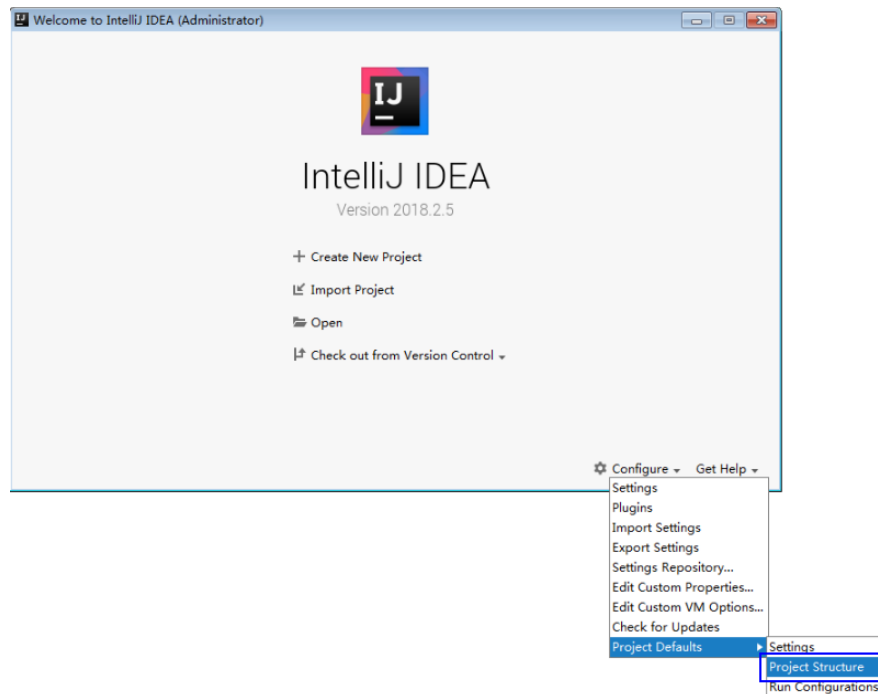 Welcome to IntelliJ IDEA (Administrator)
IJ
IntelliJ IDEA
Version 2018.2.5
Create New Project
Import Project
Open
Check out from Version Control
Configure
Get Help
Settings
Plugins
Import Settings
Export Settings
Settings Repository...
Edit Custom Properties...
Edit Custom VM Options...
Check for Updates
Project Defaults
Settings
Project Structure
Run Configurations